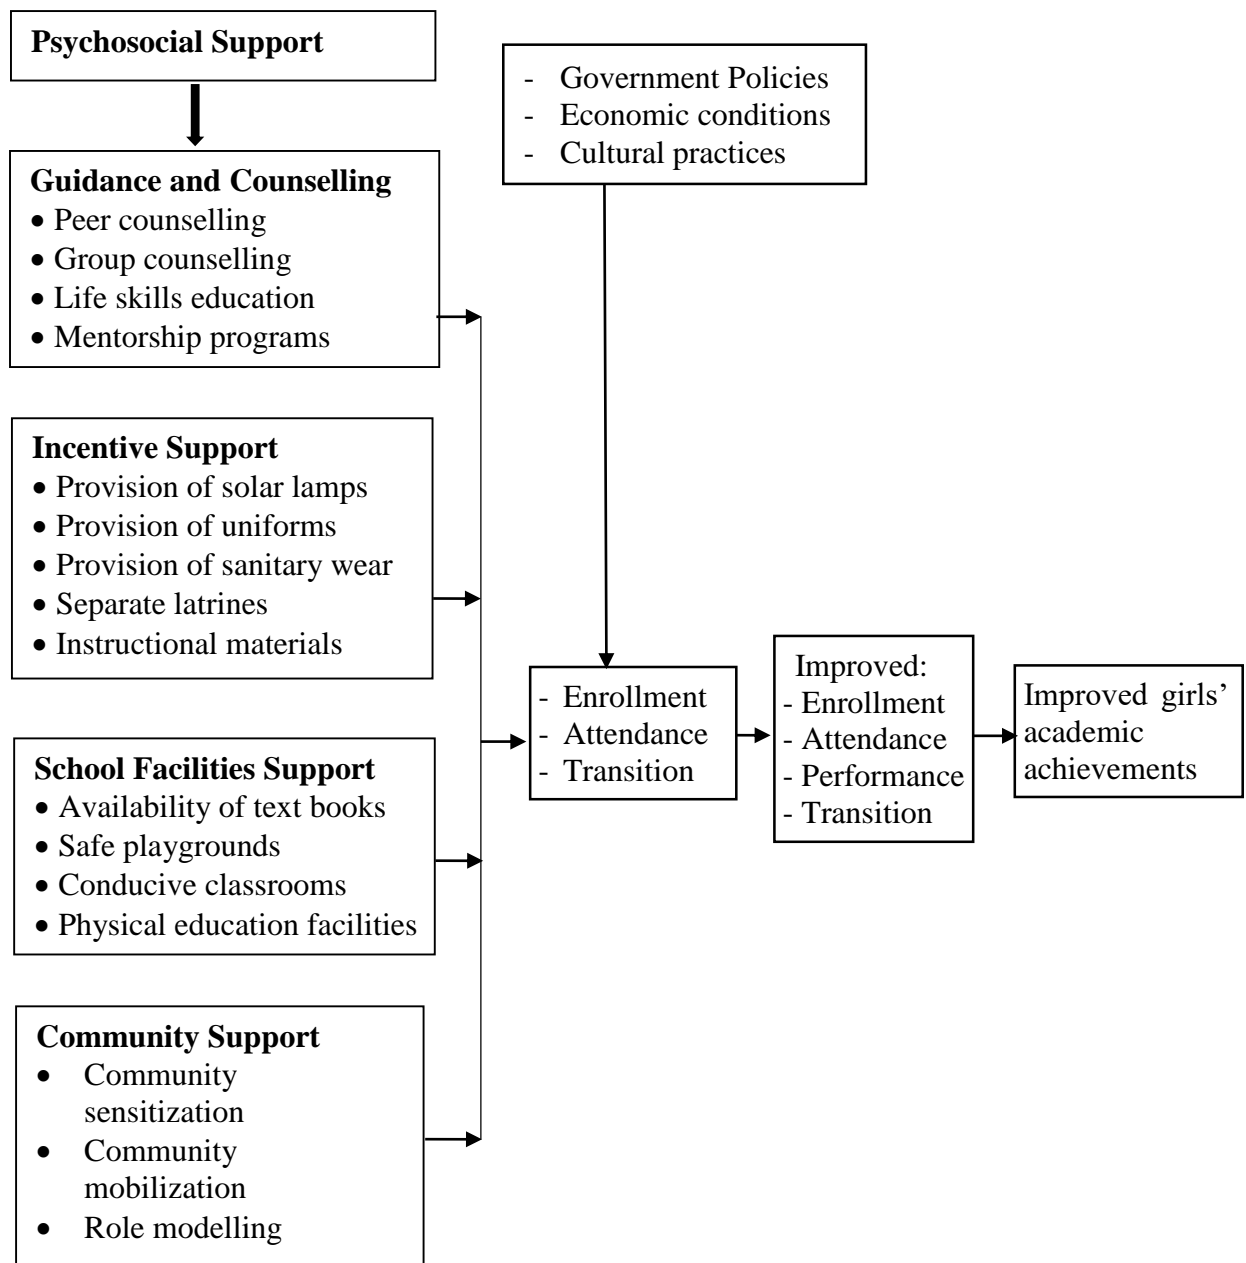 Psychosocial Support
- Government Policies
- Economic conditions
- Cultural practices
Guidance and Counselling
• Peer counselling
• Group counselling
• Life skills education
• Mentorship programs
Incentive Support
• Provision of solar lamps
• Provision of uniforms
• Provision of sanitary wear
• Separate latrines
• Instructional materials
School Facilities Support
• Availability of text books
• Safe playgrounds
• Conducive classrooms
• Physical education facilities
Community Support
• Community
sensitization
• Community
mobilization
• Role modelling
- Enrollment
- Attendance
- Transition
Improved:
- Enrollment
- Attendance
- Performance
- Transition
Improved girls’
academic
achievements